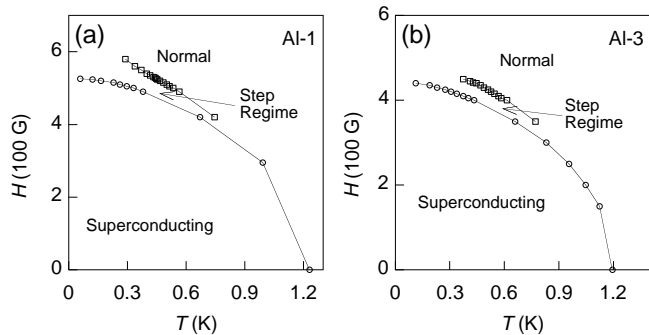 (a)
Normal
Al-1
Step
Regime
Superconducting
H (100 G)
6
4
2
0
0 0.3 0.6 0.9 1.2
T (K)
(b)
Al-3
Normal
Step
Regime
Superconducting
H (100 G)
6
4
2
0
0 0.3 0.6 0.9 1.2
T (K)